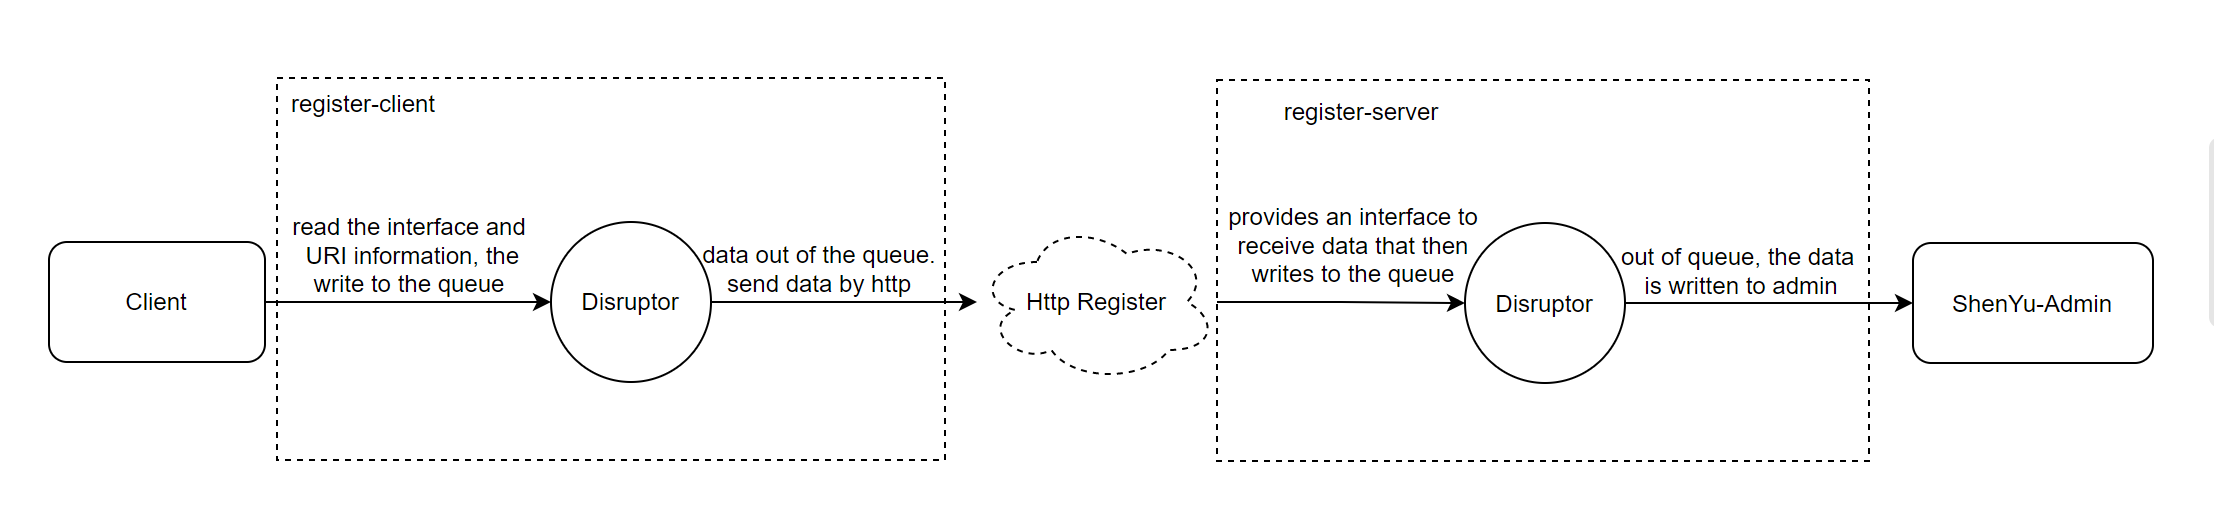 register-client
register-server
read the interface and
URI information, the
write to the queue
data out of the queue.
send data by http
provides an interface to
receive data that then
writes to the queue
out of queue, the data
is written to admin
Client
Disruptor
Http Register
Disruptor
ShenYu-Admin